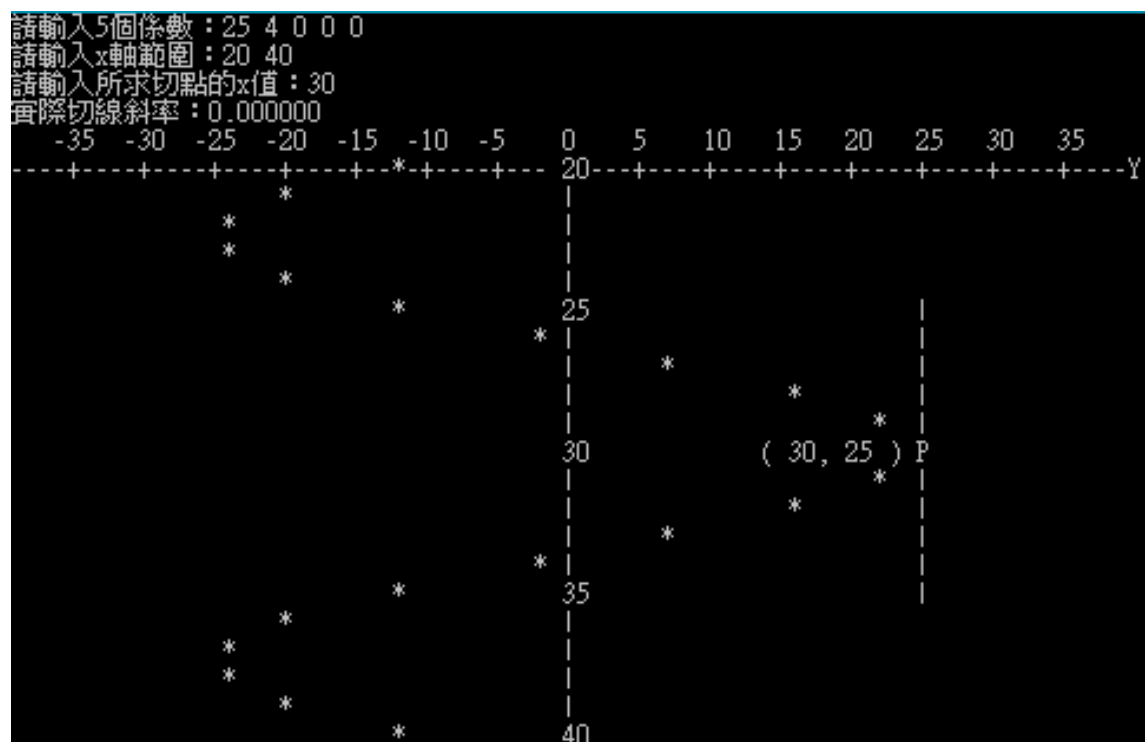 請輸入5個係數：25 4 0 0 0
請輸入x軸範圍：20 40
請輸入所求切點的x值：30
實際切線斜率：0.000000
-35 -30 -25 -20 -15 -10 -5 0 5 10 15 20 25 30 35
----+----+----+----+----+--*-+----+--- 20---+----+----+----+----+----+----+----Y
* |
* |
* |
* |
* 25 |
* | |
| * |
| * |
| * |
30 ( 30, 25 ) P
| * |
| * |
| * |
* | |
* 35 |
* |
* |
* |
* |
* 40